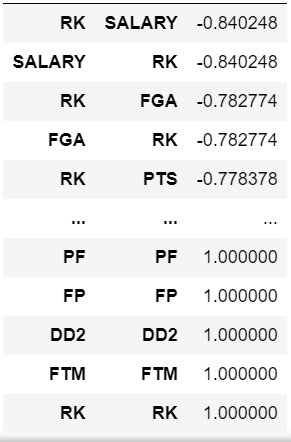 RK SALARY -0.840248
SALARY RK -0.840248
RK FGA -0.782774
FGA RK -0.782774
RK PTS -0.778378
... ... ...
PF PF 1.000000
FP FP 1.000000
DD2 DD2 1.000000
FTM FTM 1.000000
RK RK 1.000000